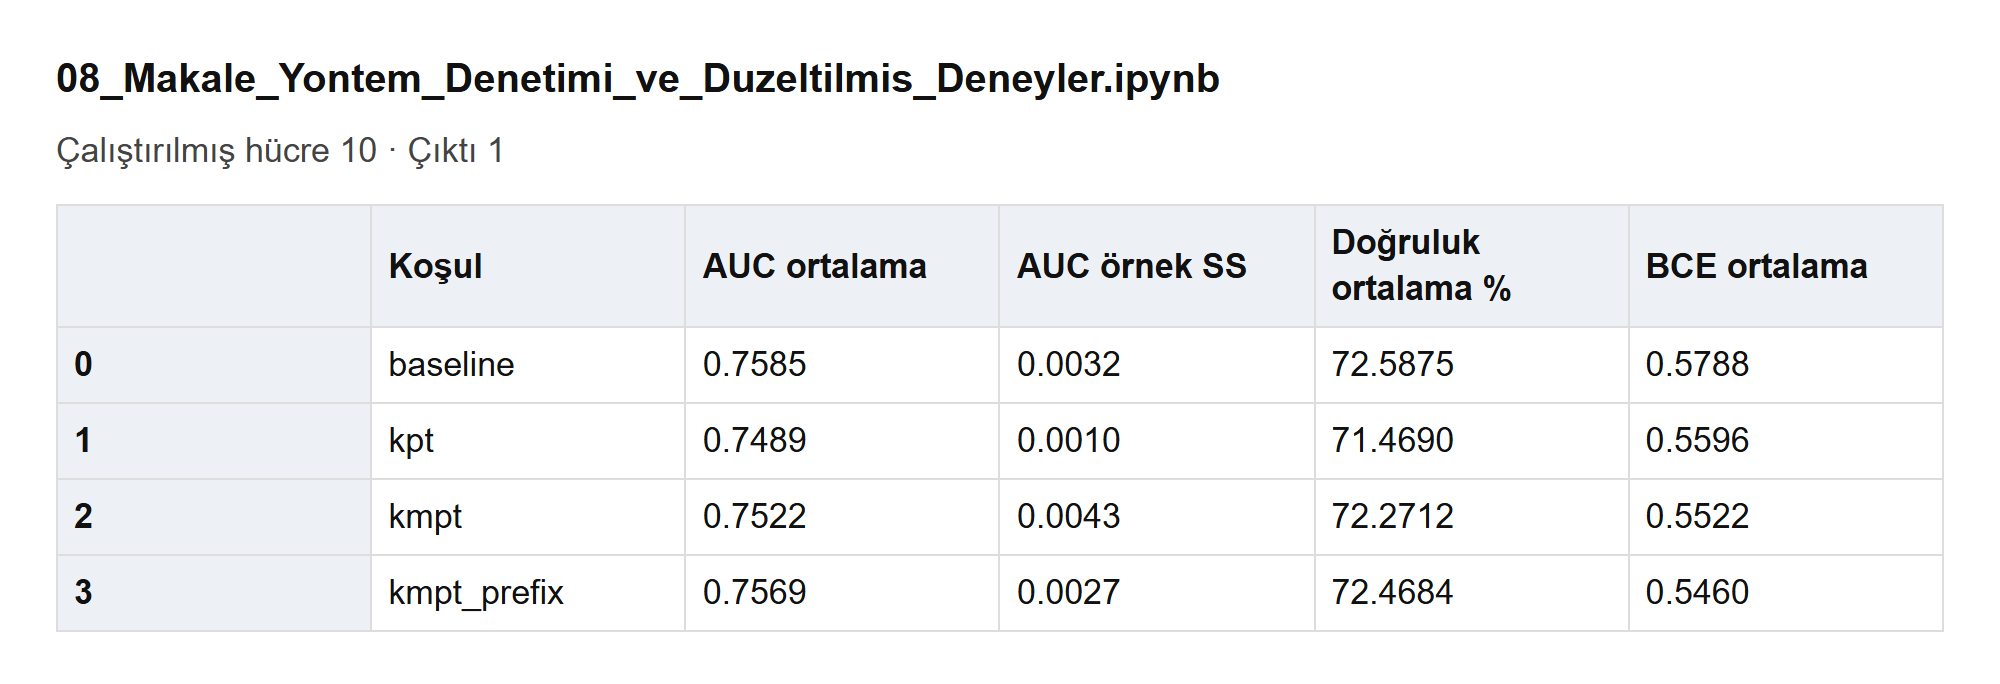 08_Makale_Yontem_Denetimi_ve_Duzeltilmis_Deneyler.ipynb
Çalıştırılmış hücre 10 · Çıktı 1
Koşul AUC ortalama AUC örnek SS Doğruluk ortalama % BCE ortalama
0 baseline 0.7585 0.0032 72.5875 0.5788
1 kpt 0.7489 0.0010 71.4690 0.5596
2 kmpt 0.7522 0.0043 72.2712 0.5522
3 kmpt_prefix 0.7569 0.0027 72.4684 0.5460